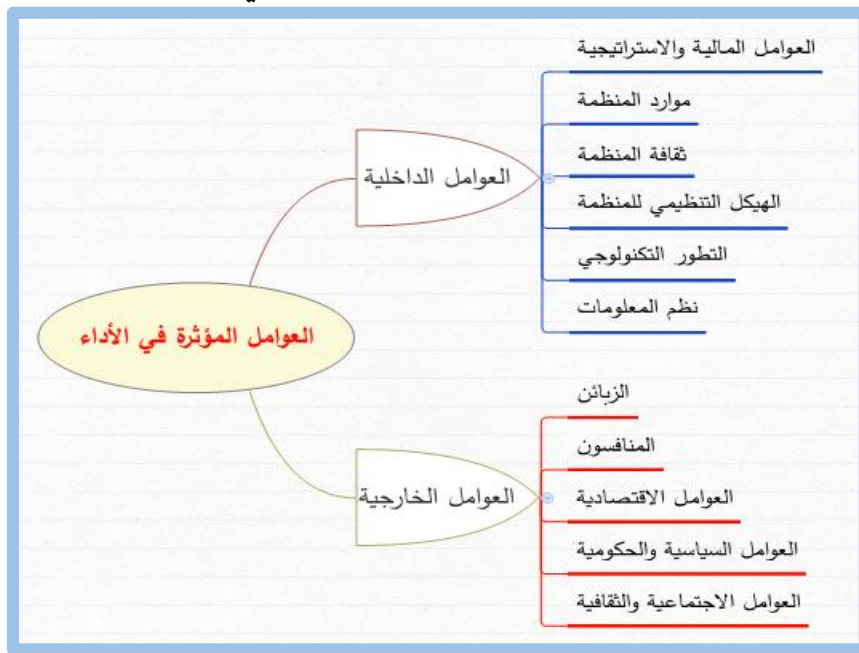 العوامل المؤثرة في الأداء
العوامل الداخلية
العوامل المالية والاستراتيجية
موارد المنظمة
ثقافة المنظمة
الهيكل التنظيمي للمنظمة
التطور التكنولوجي
نظم المعلومات
العوامل الخارجية
الزبائن
المنافسون
العوامل الاقتصادية
العوامل السياسية والحكومية
العوامل الاجتماعية والثقافية